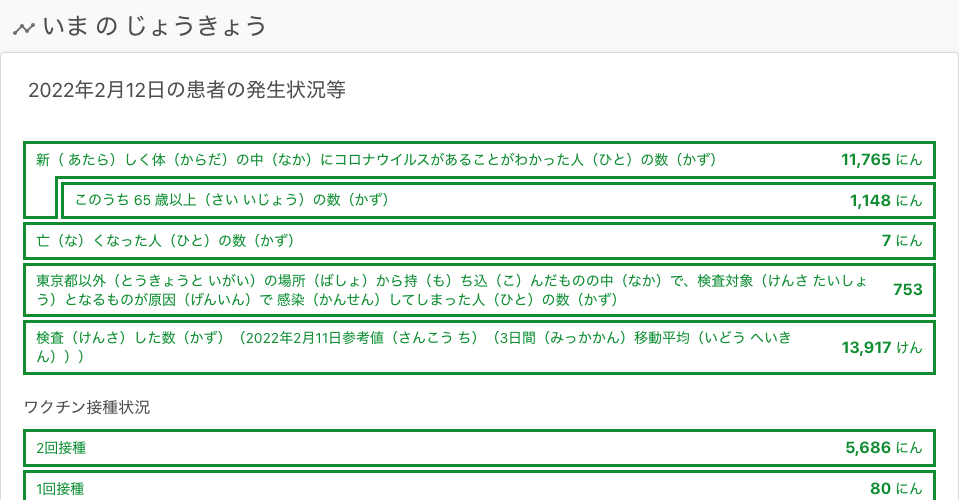 いま の じょうきょう
2022年2月12日の患者の発生状況等
新（ あたら）しく体（からだ）の中（なか）にコロナウイルスがあることがわかった人（ひと）の数（かず） 11,765 にん
このうち 65 歳以上（さい いじょう）の数（かず） 1,148 にん
亡（な）くなった人（ひと）の数（かず） 7 にん
東京都以外（とうきょうと いがい）の場所（ばしょ）から持（も）ち込（こ）んだものの中（なか）で、検査対象（けんさ たいしょ
う）となるものが原因（げんいん）で 感染（かんせん）してしまった人（ひと）の数（かず） 753
検査（けんさ）した数（かず）（2022年2月11日参考値（さんこう ち）（3日間（みっかかん）移動平均（いどう へいき
ん））） 13,917 けん
ワクチン接種状況
2回接種 5,686 にん
1回接種 80 にん